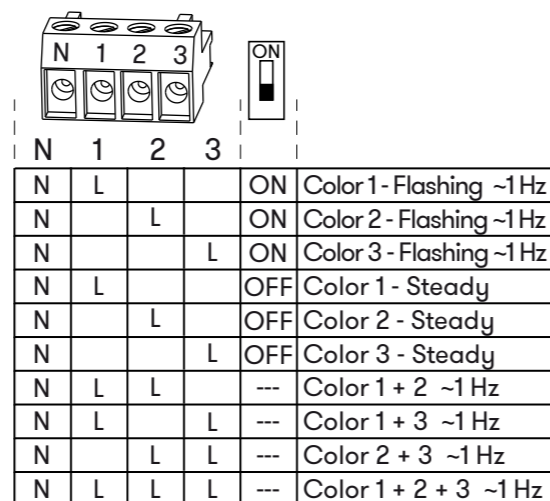 N 1 2 3
ON
N 1 2 3
N L ON Color 1 - Flashing ~1 Hz
N L ON Color 2 - Flashing ~1 Hz
N L ON Color 3 - Flashing ~1 Hz
N L OFF Color 1 - Steady
N L OFF Color 2 - Steady
N L OFF Color 3 - Steady
N L L --- Color 1 + 2 ~1 Hz
N L L --- Color 1 + 3 ~1 Hz
N L L --- Color 2 + 3 ~1 Hz
N L L L --- Color 1 + 2 + 3 ~1 Hz